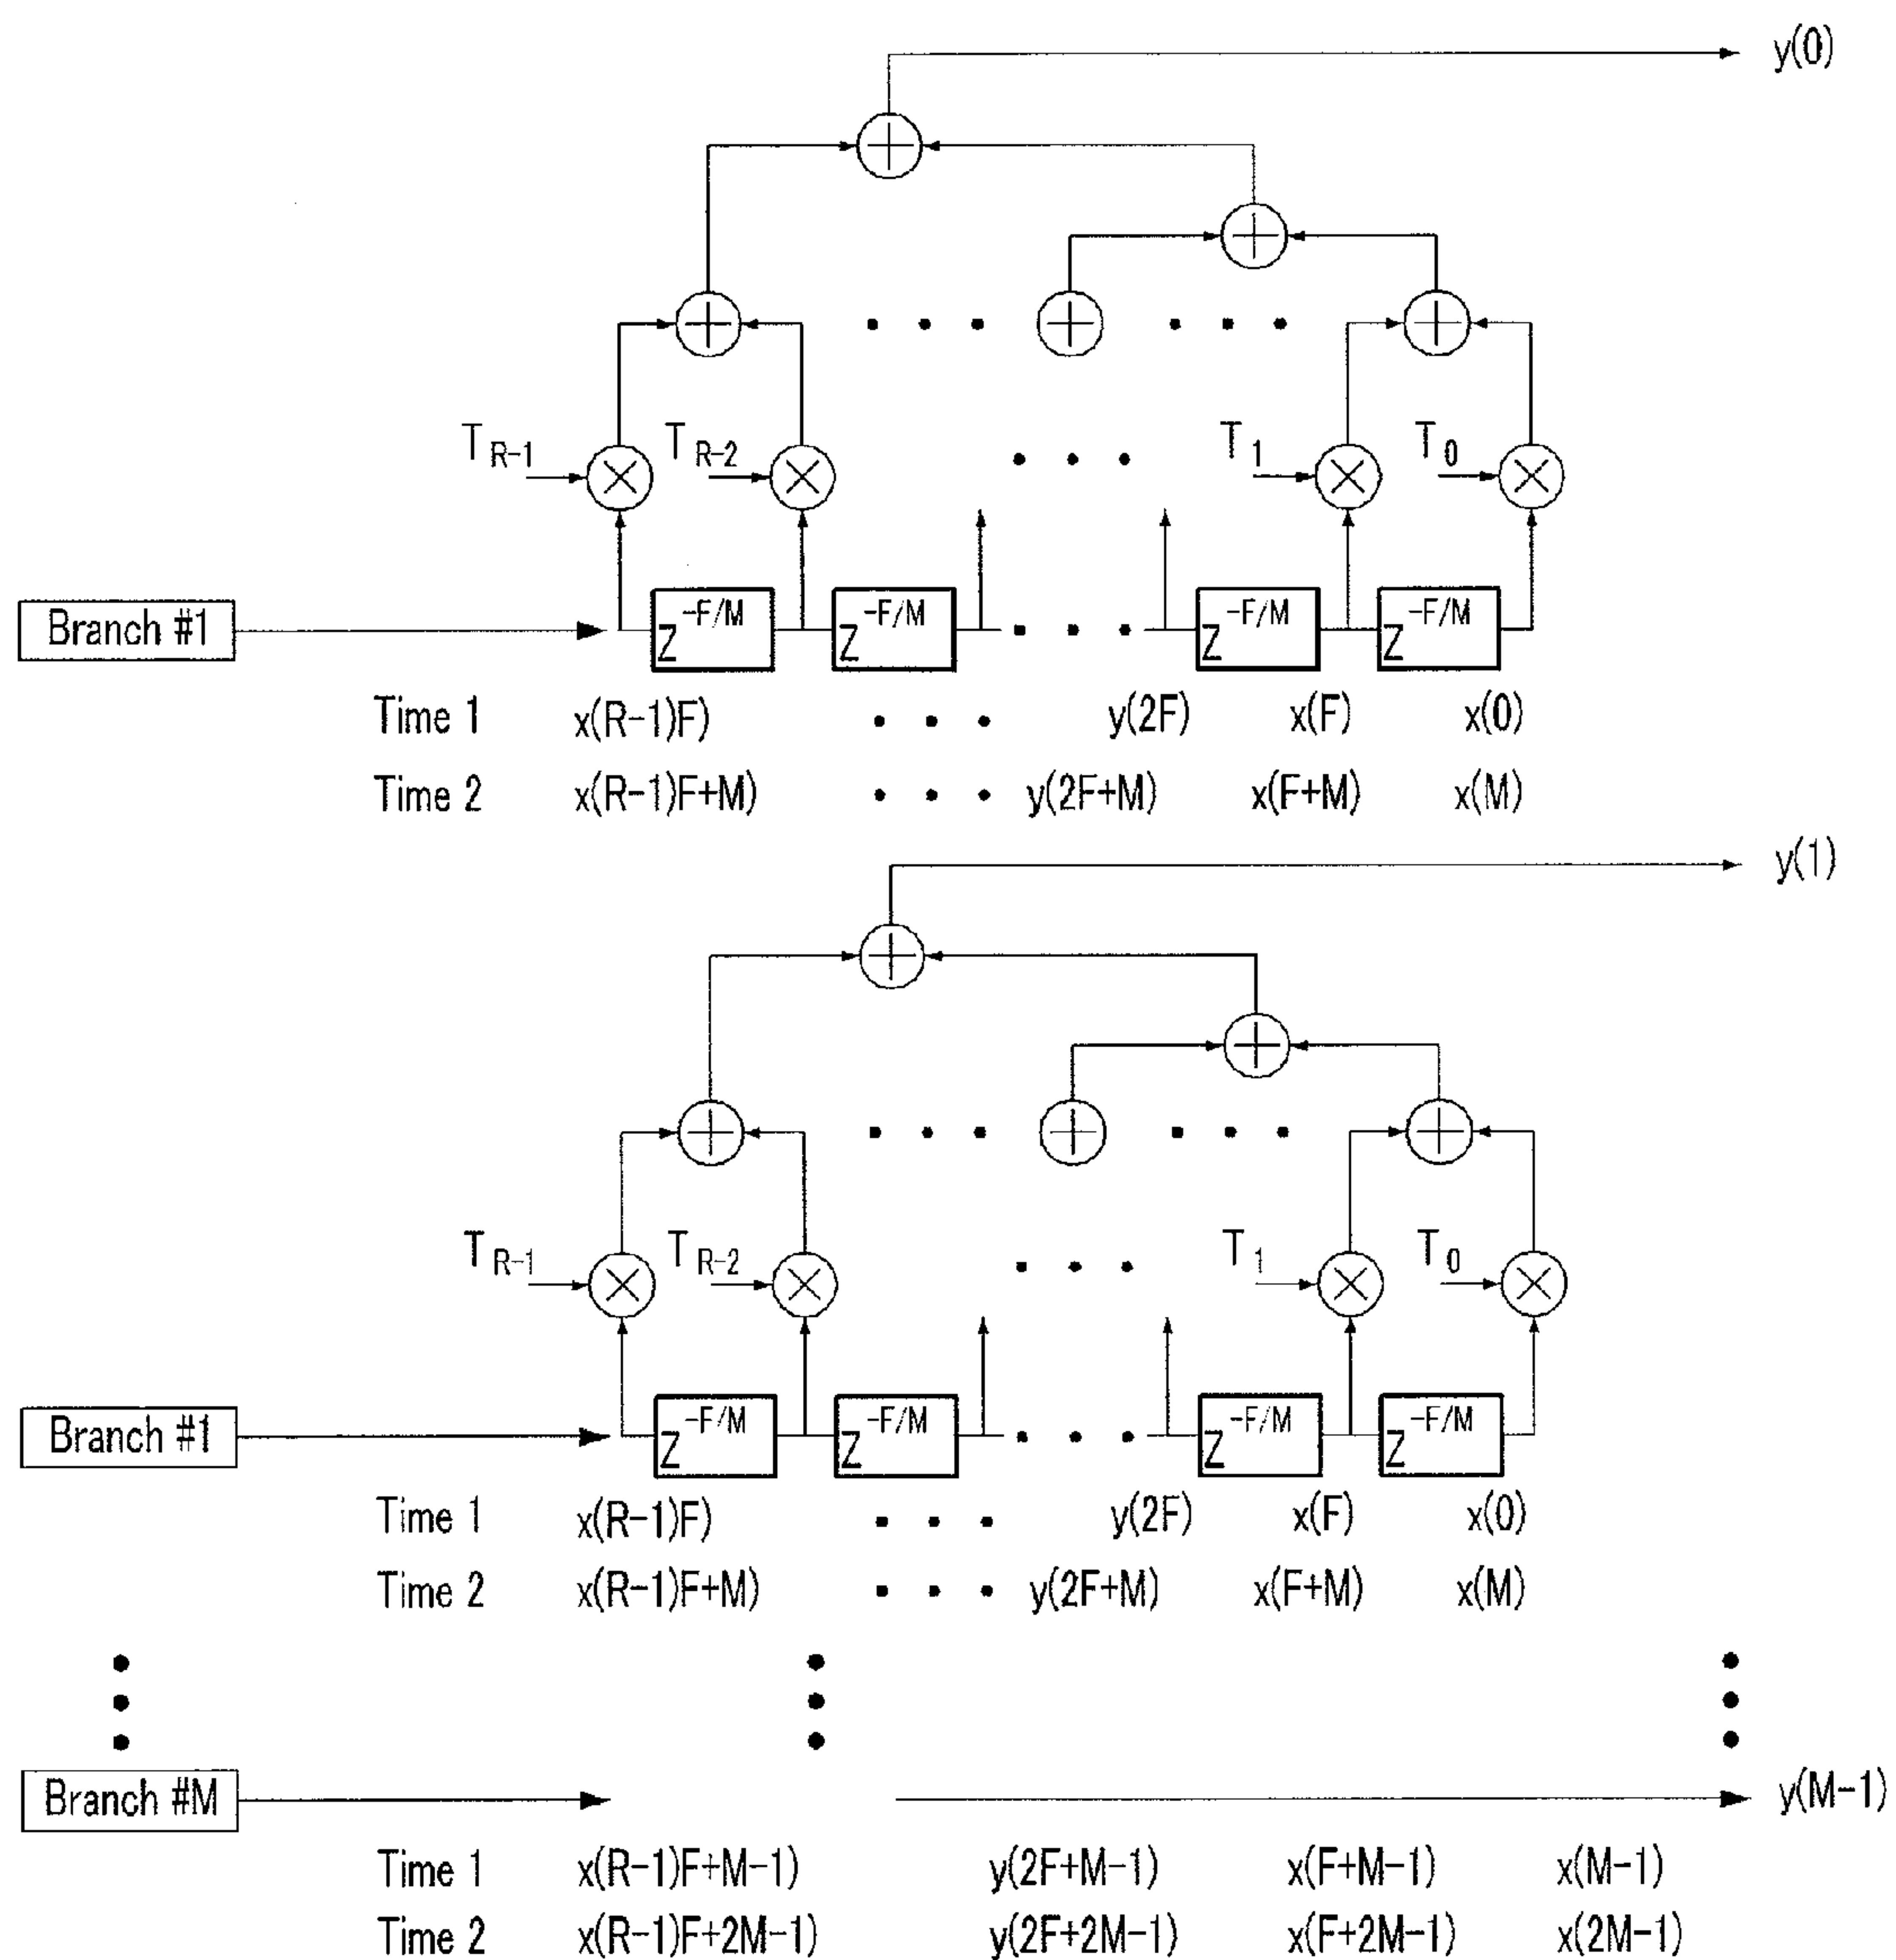 y(0)
T R-1 T R-2 T 1 T 0
Branch #1 Z -F/M Z -F/M Z -F/M Z -F/M
Time 1 x(R-1)F) y(2F) x(F) x(0)
Time 2 x(R-1)F+M) y(2F+M) x(F+M) x(M)
y(1)
T R-1 T R-2 T 1 T 0
Branch #1 Z -F/M Z -F/M Z -F/M Z -F/M
Time 1 x(R-1)F) y(2F) x(F) x(0)
Time 2 x(R-1)F+M) y(2F+M) x(F+M) x(M)
Branch #M y(M-1)
Time 1 x(R-1)F+M-1) y(2F+M-1) x(F+M-1) x(M-1)
Time 2 x(R-1)F+2M-1) y(2F+2M-1) x(F+2M-1) x(2M-1)